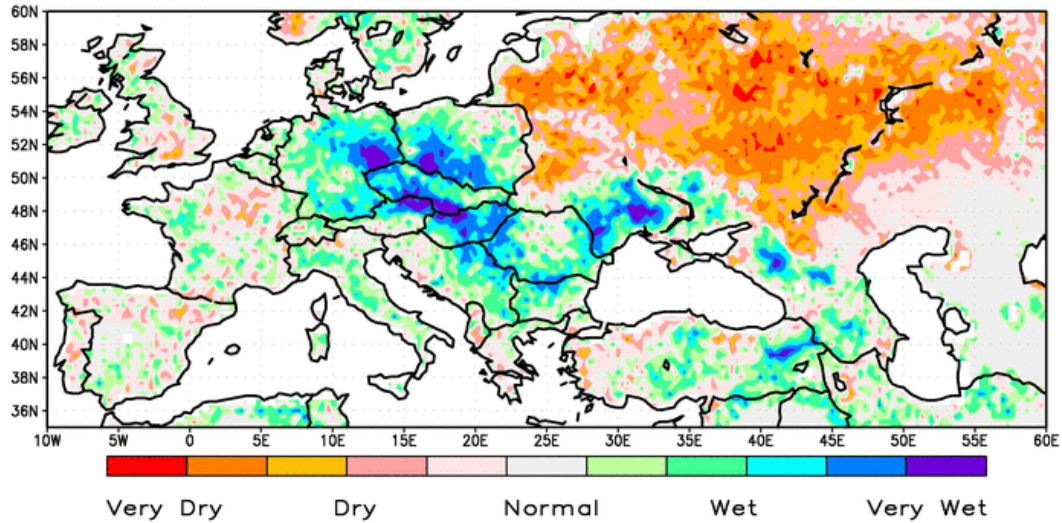 60N
58N
56N
54N
52N
50N
48N
46N
44N
42N
40N
38N
36N
10W 5W 0 5E 10E 15E 20E 25E 30E 35E 40E 45E 50E 55E 60E
Very Dry Dry Normal Wet Very Wet